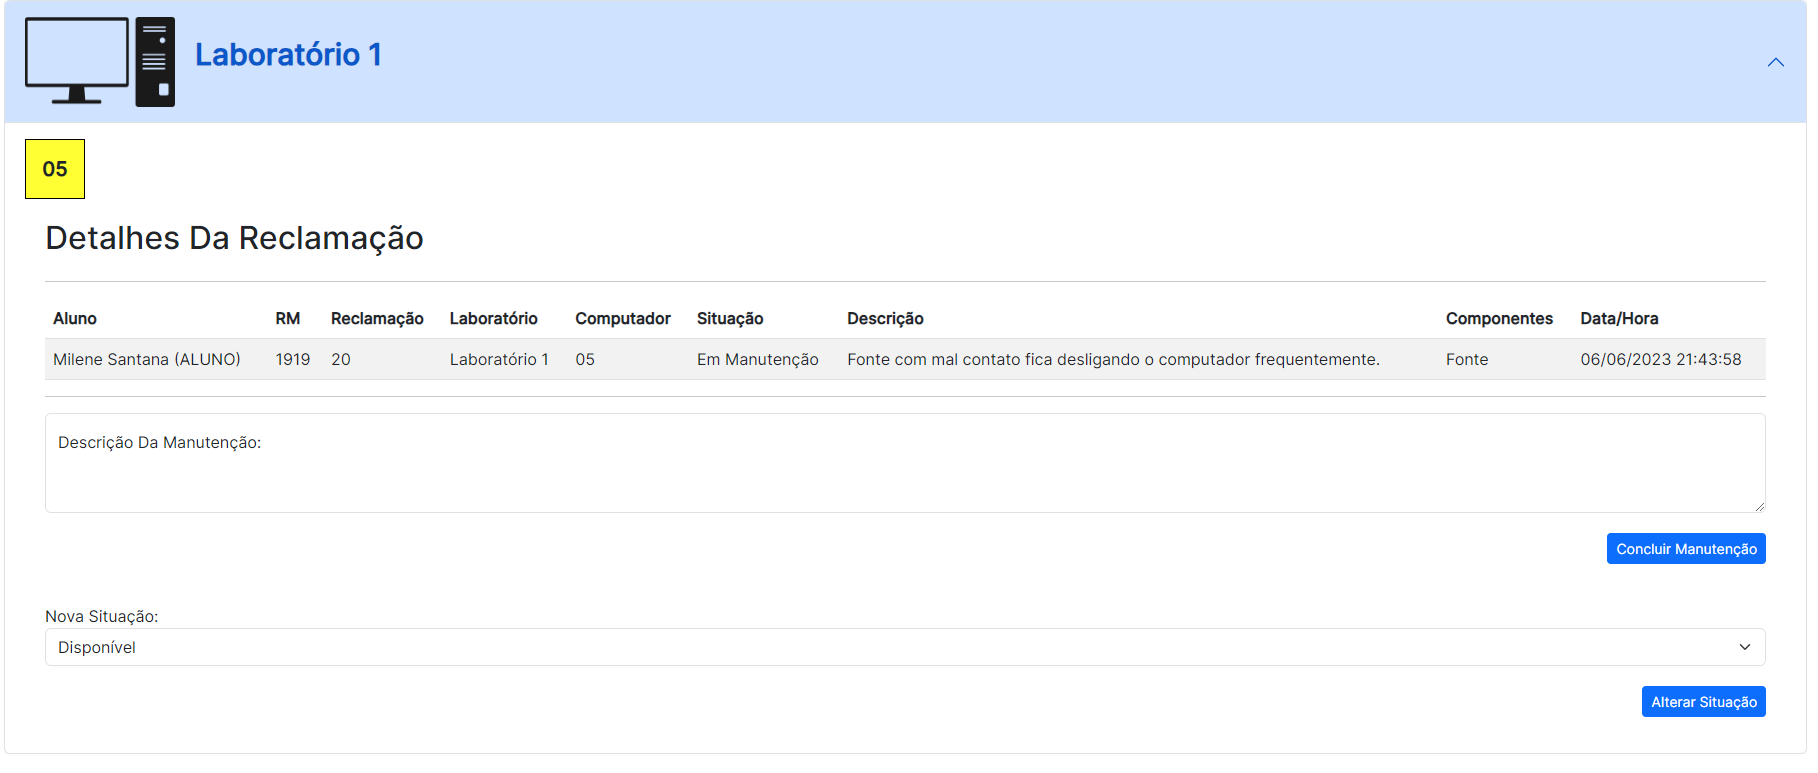 Laboratório 1
05
Detalhes Da Reclamação
Aluno RM Reclamação Laboratório Computador Situação Descrição Componentes Data/Hora
Milene Santana (ALUNO) 1919 20 Laboratório 1 05 Em Manutenção Fonte com mal contato fica desligando o computador frequentemente. Fonte 06/06/2023 21:43:58
Descrição Da Manutenção:
Concluir Manutenção
Nova Situação:
Disponível
Alterar Situação